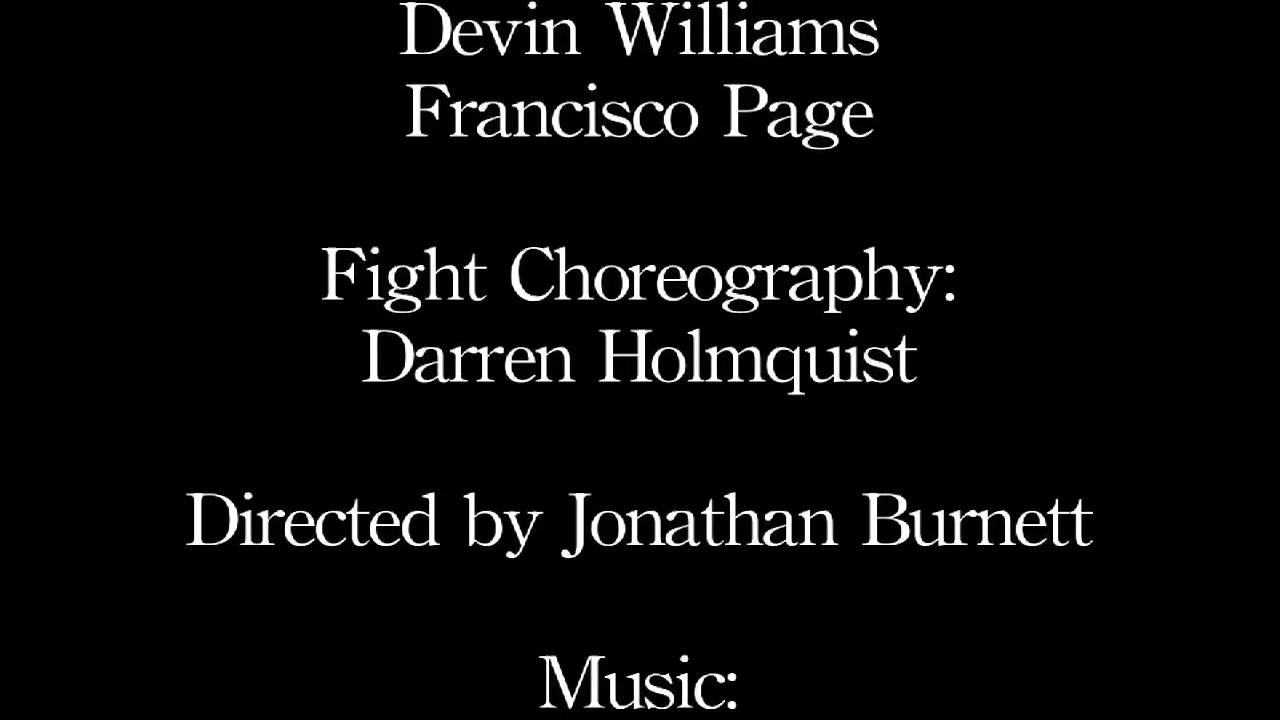 Devin Williams
Francisco Page
Fight Choreography:
Darren Holmquist
Directed by Jonathan Burnett
Music: